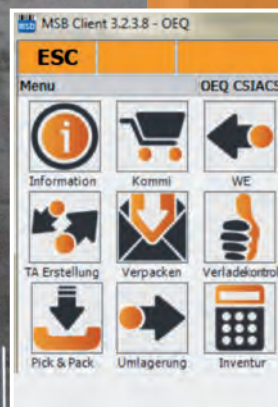 MSB Client 3.2.3.8 - OEQ
ESC
Menu OEQ CSIACS
Information Kommi WE
TA Erstellung Verpacken Verladekontrol
Pick & Pack Umlagerung Inventur